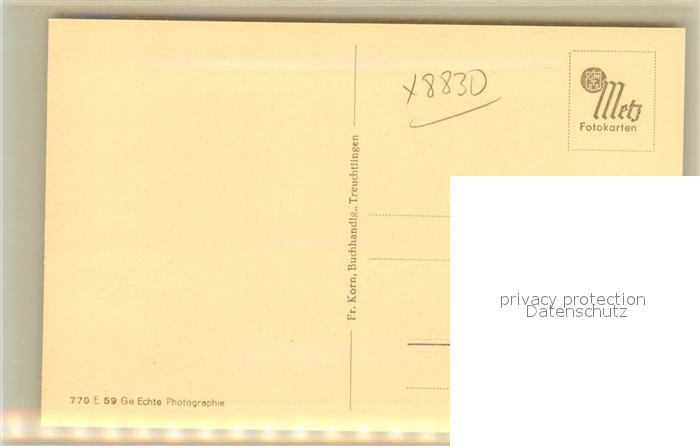 x8830
Metz
Fotokarten
Fr. Korn, Buchhandlg., Treuchtlingen
privacy protection
Datenschutz
770 E 59 Ge Echte Photographie